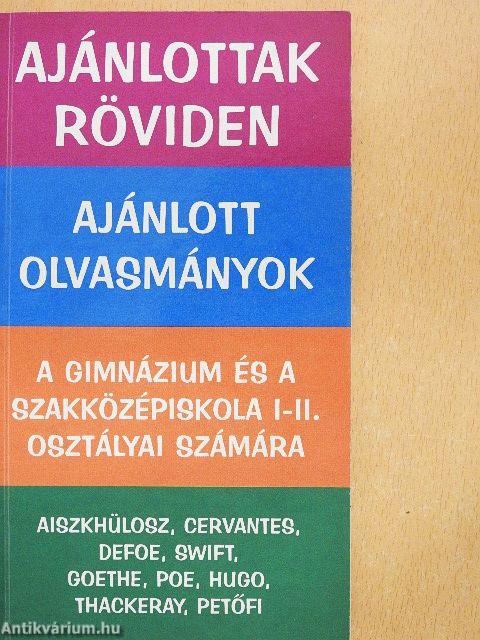 AJÁNLOTTAK
RÖVIDEN
AJÁNLOTT
OLVASMÁNYOK
A GIMNÁZIUM ÉS A
SZAKKÖZÉPISKOLA I-II.
OSZTÁLYAI SZÁMÁRA
AISZKHÜLOSZ, CERVANTES,
DEFOE, SWIFT,
GOETHE, POE, HUGO,
THACKERAY, PETŐFI
Antikvárium.hu